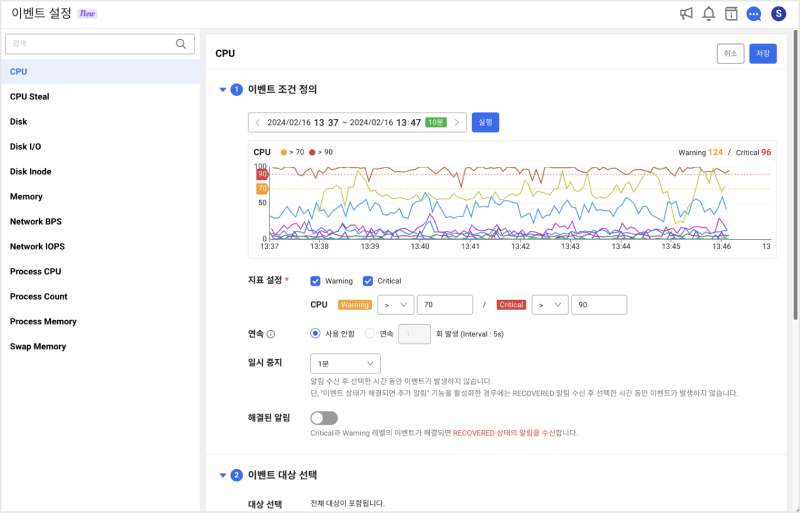 이벤트 설정 New
S
검색
CPU
CPU Steal
Disk
Disk I/O
Disk Inode
Memory
Network BPS
Network IOPS
Process CPU
Process Count
Process Memory
Swap Memory
CPU
취소 저장
1 이벤트 조건 정의
2024/02/16 13:37 ~ 2024/02/16 13:47 10분 실행
CPU > 70 > 90 Warning 124 / Critical 96
100
90
70
50
0
13:37 13:38 13:39 13:40 13:41 13:42 13:43 13:44 13:45 13:46 13
지표 설정 * Warning Critical
CPU Warning > 70 / Critical > 90
연속 사용 안함 연속 1 회 발생 (Interval : 5s)
일시 중지 1분
알림 수신 후 선택한 시간 동안 이벤트가 발생하지 않습니다.
단, "이벤트 상태가 해결되면 추가 알림" 기능을 활성화한 경우에는 RECOVERED 알림 수신 후 선택한 시간 동안 이벤트가 발생하지 않습니다.
해결된 알림
Critical과 Warning 레벨의 이벤트가 해결되면 RECOVERED 상태의 알림을 수신합니다.
2 이벤트 대상 선택
대상 선택 전체 대상이 포함됩니다.